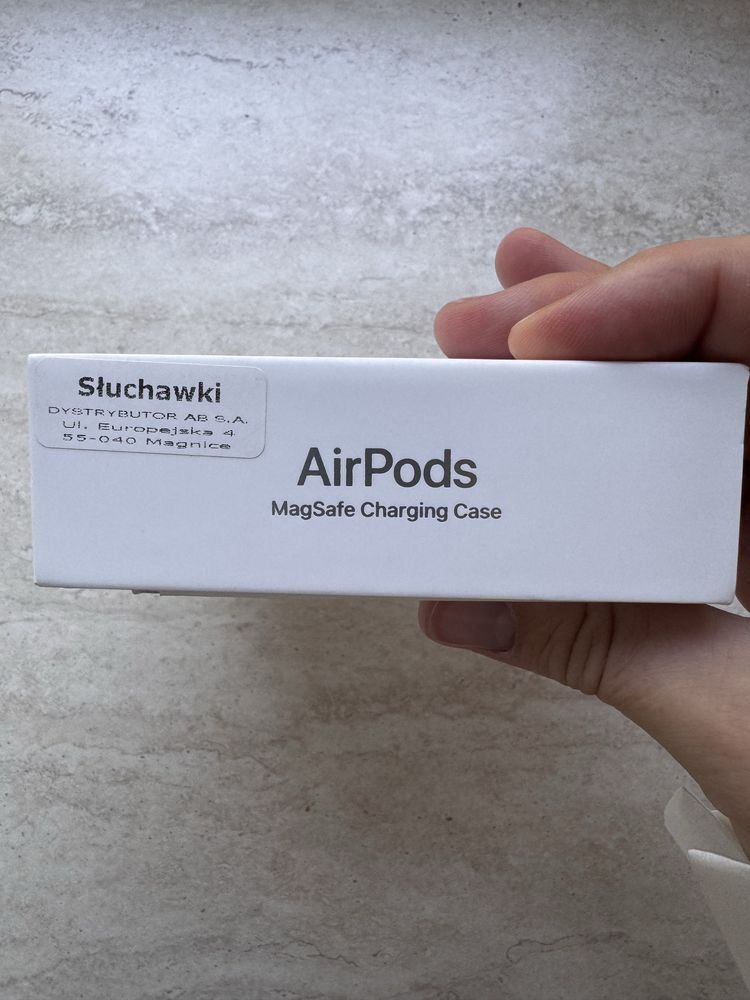 Słuchawki
DYSTRYBUTOR AB S.A.
Ul. Europejska 4
55-040 Magnice
AirPods
MagSafe Charging Case